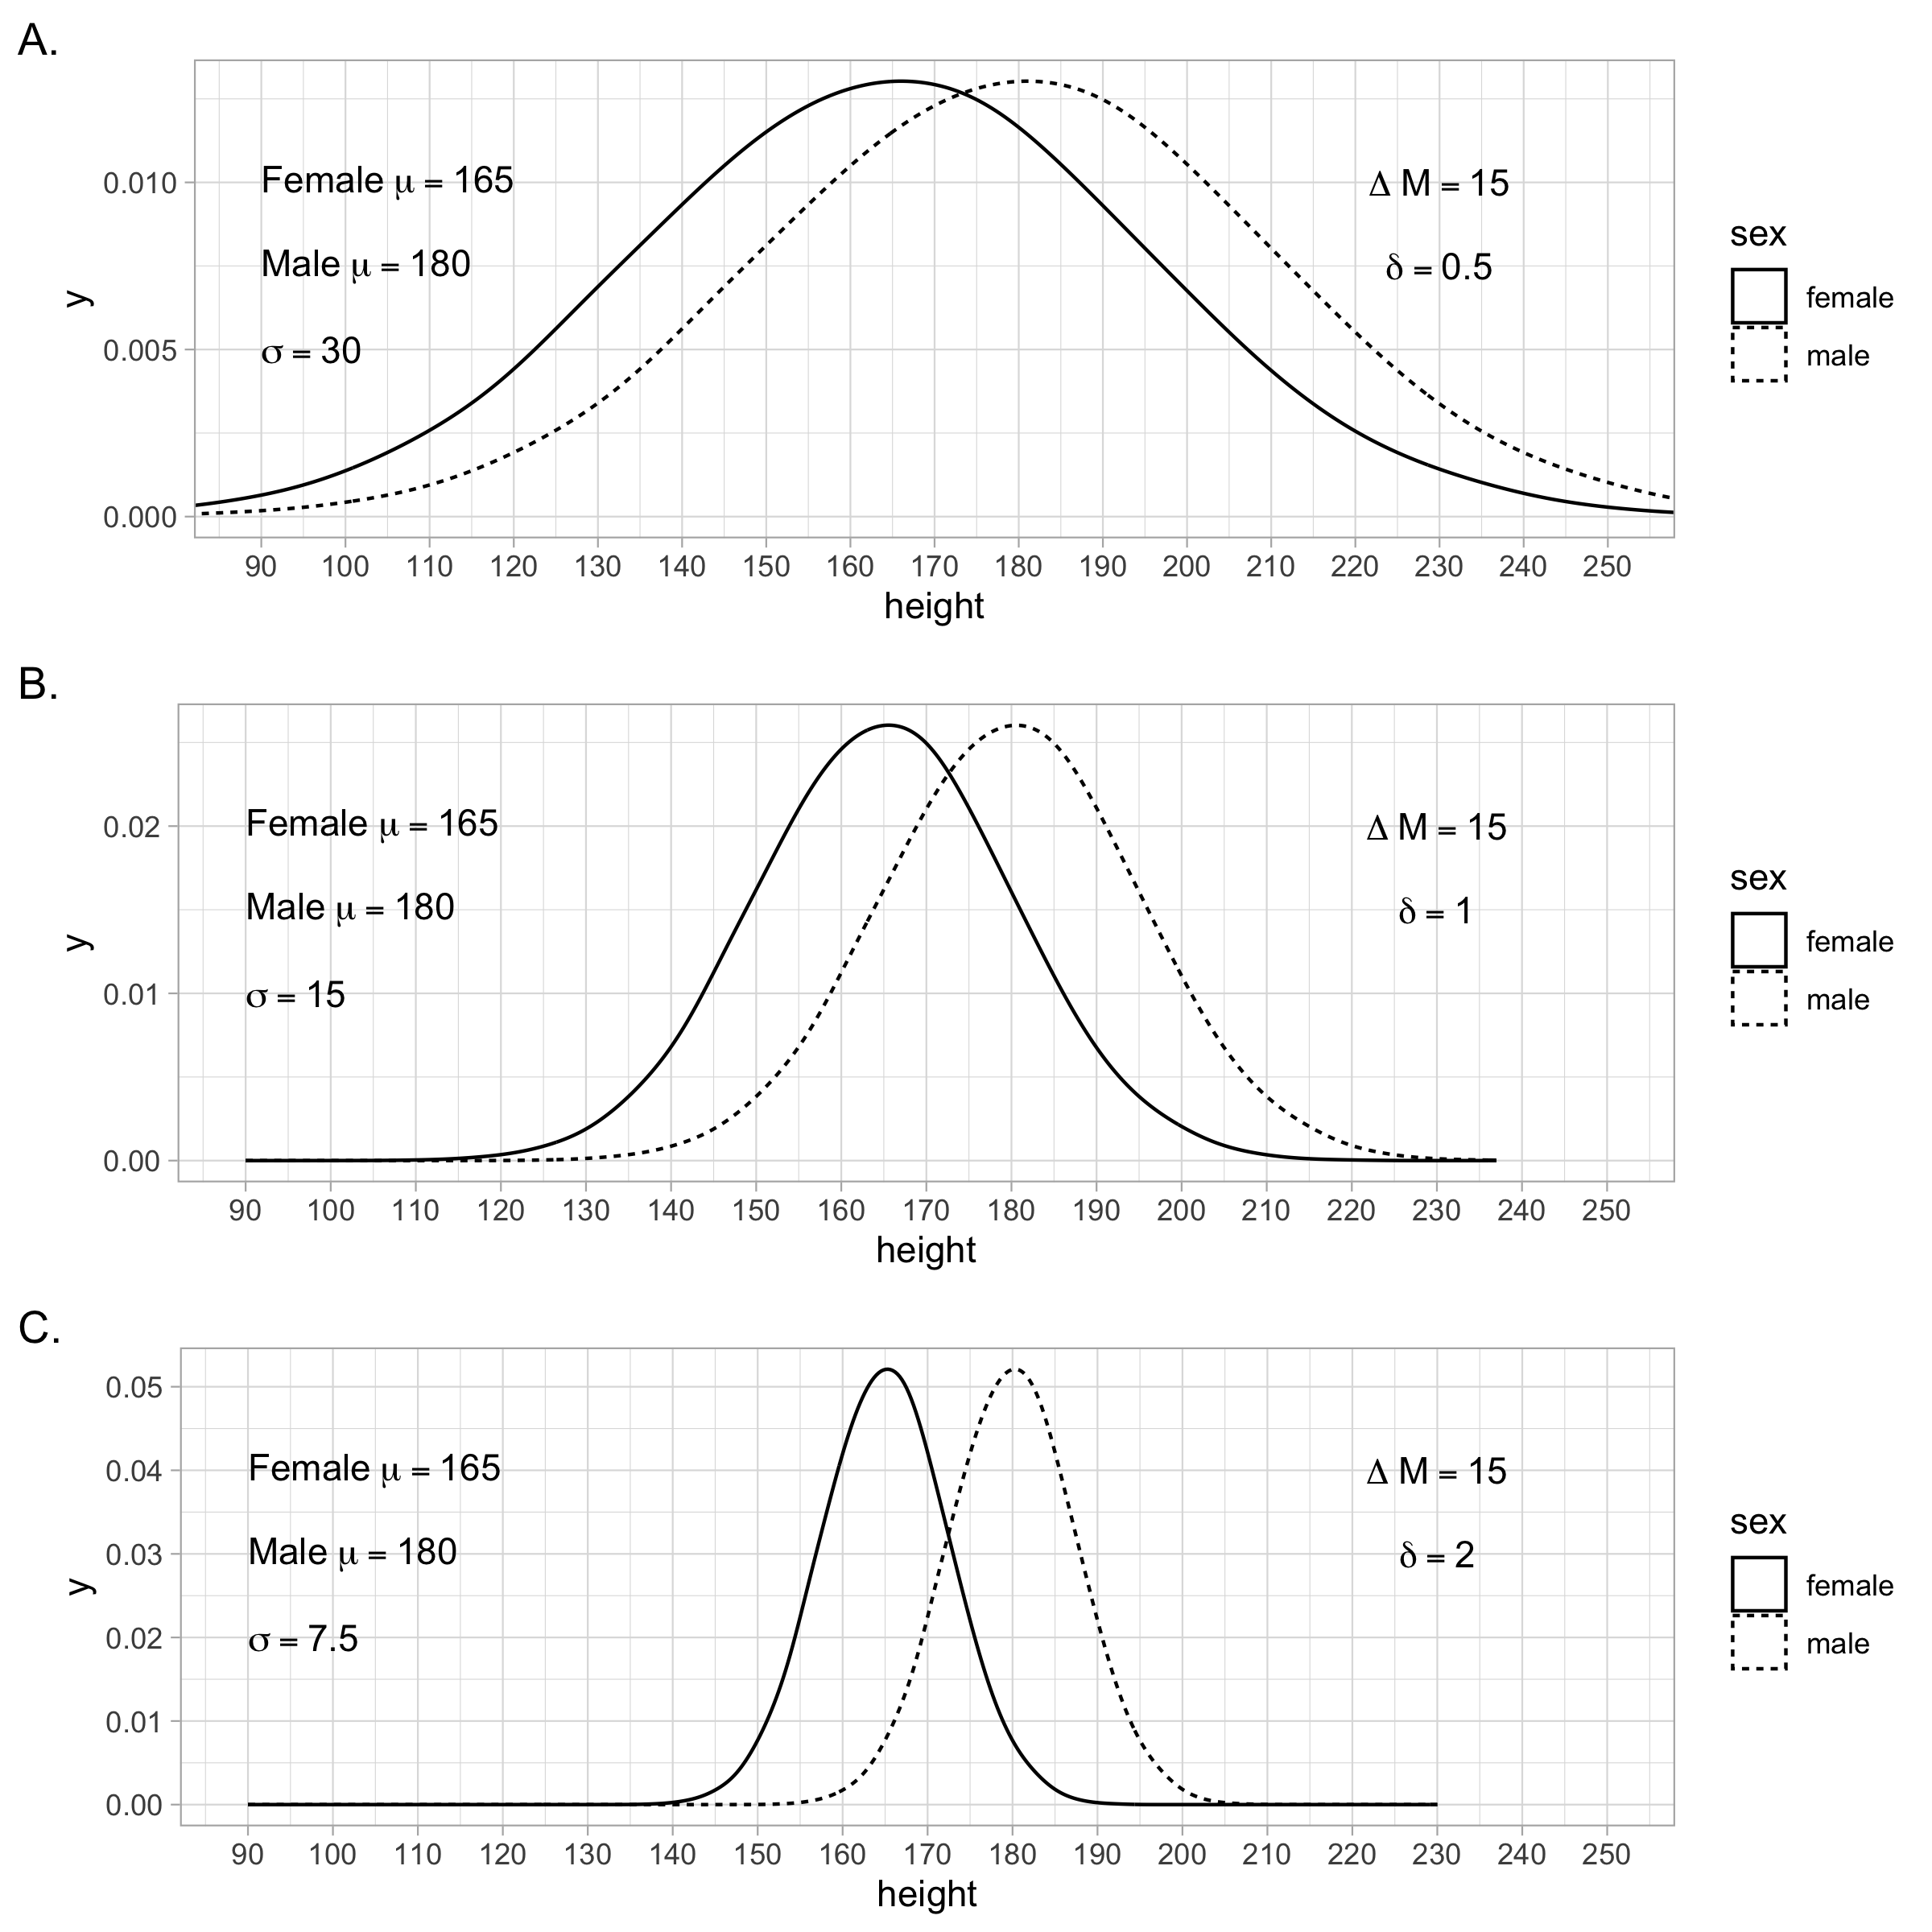 A.
Female μ = 165
Male μ = 180
σ = 30
Δ M = 15
δ = 0.5
y
0.010
0.005
0.000
90 100 110 120 130 140 150 160 170 180 190 200 210 220 230 240 250
height
sex
female
male
B.
Female μ = 165
Male μ = 180
σ = 15
Δ M = 15
δ = 1
y
0.02
0.01
0.00
90 100 110 120 130 140 150 160 170 180 190 200 210 220 230 240 250
height
sex
female
male
C.
Female μ = 165
Male μ = 180
σ = 7.5
Δ M = 15
δ = 2
y
0.05
0.04
0.03
0.02
0.01
0.00
90 100 110 120 130 140 150 160 170 180 190 200 210 220 230 240 250
height
sex
female
male